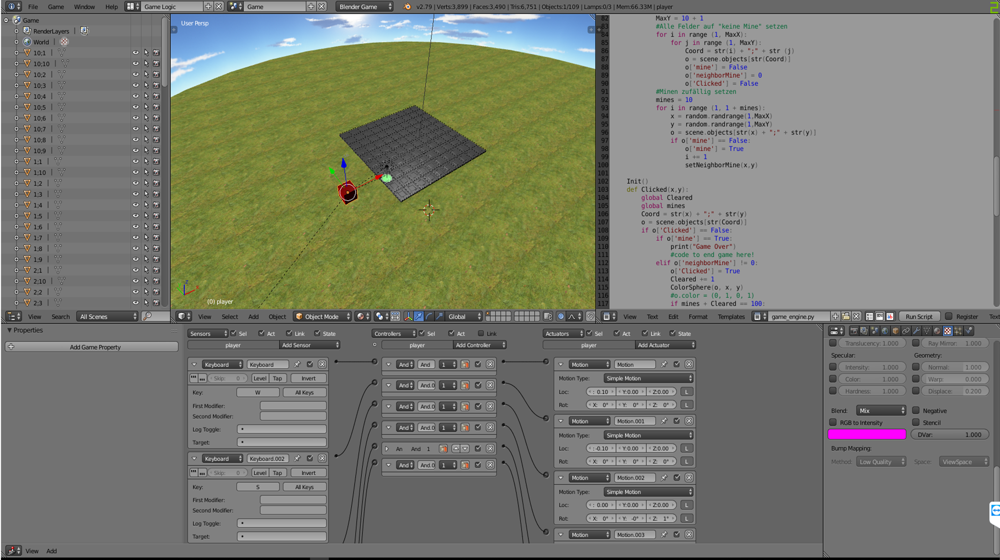 File Game Window Help Game Logic Game Blender Game v2.79 | Verts:3,899 | Faces:3,490 | Tris:6,751 | Objects:1/109 | Lamps:0/3 | Mem:66.33M | player
2
Game
RenderLayers |
World |
10;1 |
10;10 |
10;2 |
10;3 |
10;4 |
10;5 |
10;6 |
10;7 |
10;8 |
10;9 |
1;1 |
1;10 |
1;2 |
1;3 |
1;4 |
1;5 |
1;6 |
1;7 |
1;8 |
1;9 |
2;1 |
2;10 |
2;2 |
2;3 |
View Search All Scenes
User Persp
z
x
(0) player
View Select Add Object Object Mode Global
82 MaxY = 10 + 1
83 #Alle Felder auf "keine Mine" setzen
84 for i in range (1, MaxX):
85 for j in range (1, MaxY):
86 Coord = str(i) + ";" + str (j)
87 o = scene.objects[str(Coord)]
88 o['mine'] = False
89 o['neighborMine'] = 0
90 o['Clicked'] = False
91 #Minen zufällig setzen
92 mines = 10
93 for i in range (1, 1 + mines):
94 x = random.randrange(1,MaxX)
95 y = random.randrange(1,MaxY)
96 o = scene.objects[str(x) + ";" + str(y)]
97 if o['mine'] == False:
98 o['mine'] = True
99 i += 1
100 setNeighborMine(x,y)
101
102 Init()
103 def Clicked(x,y):
104 global Cleared
105 global mines
106 Coord = str(x) + ";" + str(y)
107 o = scene.objects[str(Coord)]
108 if o['Clicked'] == False:
109 if o['mine'] == True:
110 print("Game Over")
111 #code to end game here!
112 elif o['neighborMine'] != 0:
113 o['Clicked'] = True
114 Cleared += 1
115 ColorSphere(o, x, y)
116 #o.color = (0, 1, 0, 1)
117 if mines + Cleared == 100:
View Text Edit Format Templates game_engine.py Run Script Register Text
Properties
Add Game Property
Sensors Sel Act Link State
player Add Sensor
Keyboard Keyboard
Skip: 0 Level Tap Invert
Key: W All Keys
First Modifier:
Second Modifier:
Log Toggle:
Target:
Keyboard Keyboard.002
Skip: 0 Level Tap Invert
Key: S All Keys
First Modifier:
Second Modifier:
Log Toggle:
Target:
Controllers Sel Act Link
player Add Controller
And And 1
And And.0 1
And And.0 1
And And.0 1
An And 1
And And.0 1
Actuators Sel Act Link State
player Add Actuator
Motion Motion
Motion Type: Simple Motion
Loc: : 0.10 Y:0.00 Z:0.00 L
Rot: X: 0° Y: 0° Z: 0° L
Motion Motion.001
Motion Type: Simple Motion
Loc: :-0.10 Y:0.00 Z:0.00 L
Rot: X: 0° Y: 0° Z: 0° L
Motion Motion.002
Motion Type: Simple Motion
Loc: : 0.00 Y:0.00 Z:0.00 L
Rot: X: 0° Y: -0° Z: 1° L
Motion Motion.003
Translucency: 1.000 Ray Mirror: 1.000
Specular: Geometry:
Intensity: 1.000 Normal: 1.000
Color: 1.000 Warp: 0.000
Hardness: 1.000 Displace: 0.200
Blend: Mix Negative
RGB to Intensity Stencil
DVar: 1.000
Bump Mapping:
Method: Low Quality Space: ViewSpace
View Add